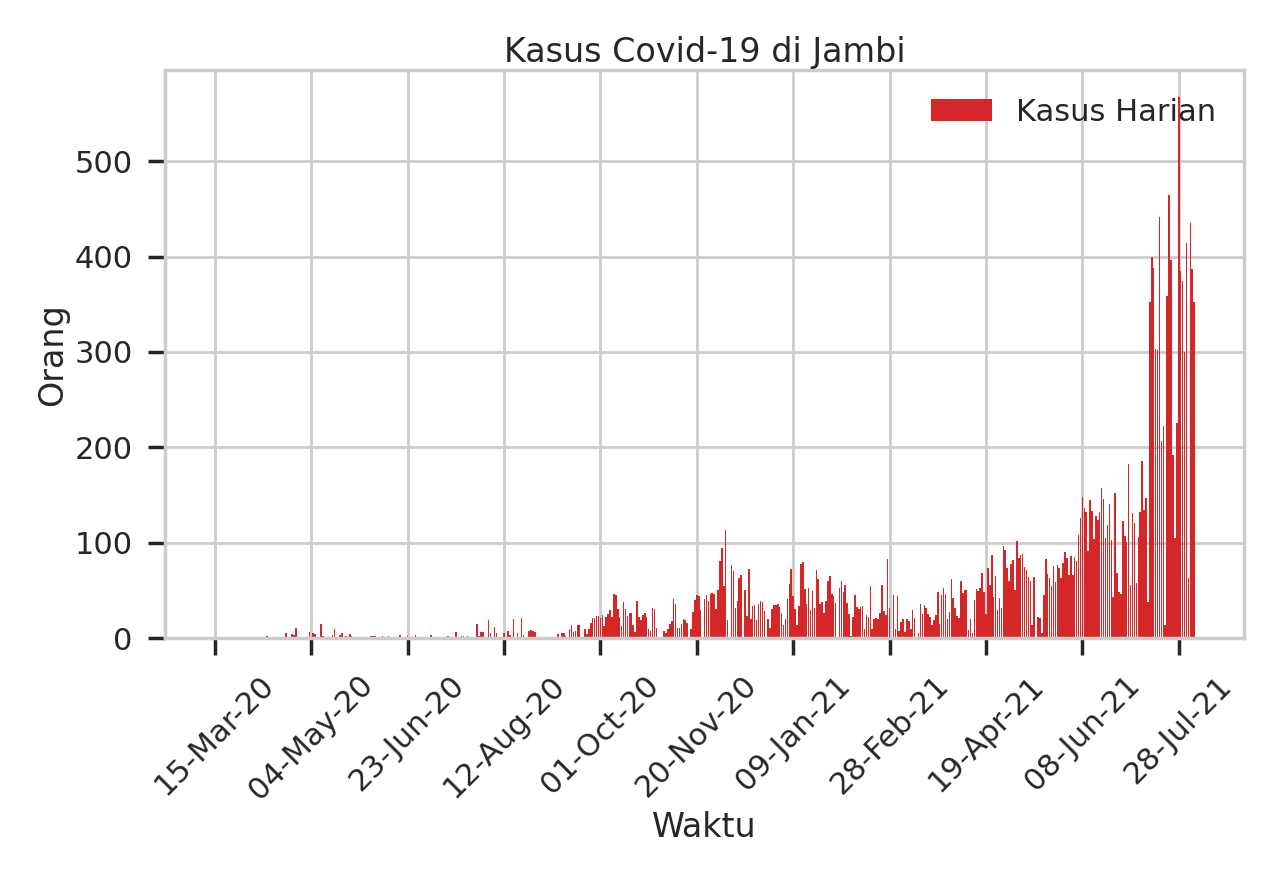 Kasus Covid-19 di Jambi
Kasus Harian
Orang
500
400
300
200
100
0
15-Mar-20
04-May-20
23-Jun-20
12-Aug-20
01-Oct-20
20-Nov-20
09-Jan-21
28-Feb-21
19-Apr-21
08-Jun-21
28-Jul-21
Waktu